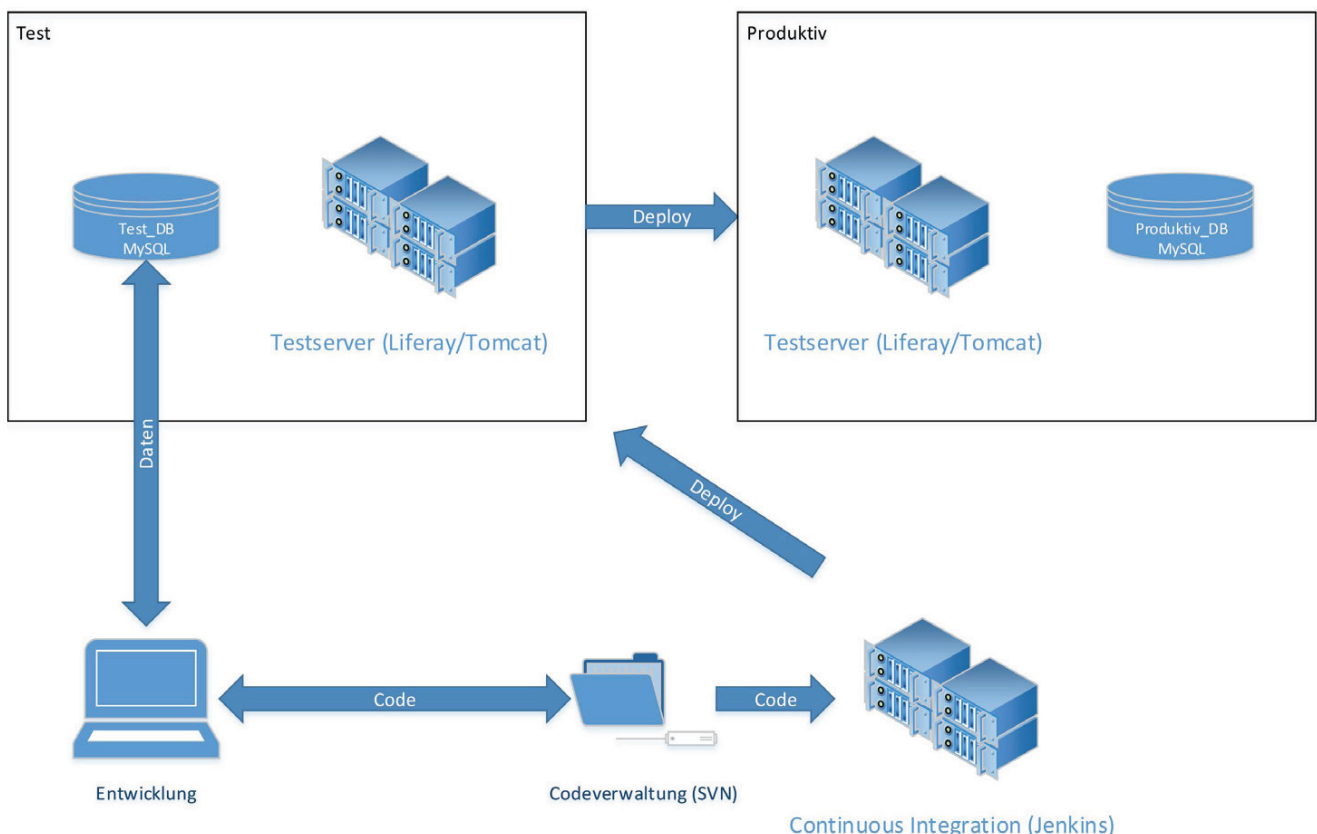 Test
Produktiv
Test_DB
MySQL
Deploy
Produktiv_DB
MySQL
Testserver (Liferay/Tomcat)
Testserver (Liferay/Tomcat)
Daten
Deploy
Code
Code
Entwicklung
Codeverwaltung (SVN)
Continuous Integration (Jenkins)